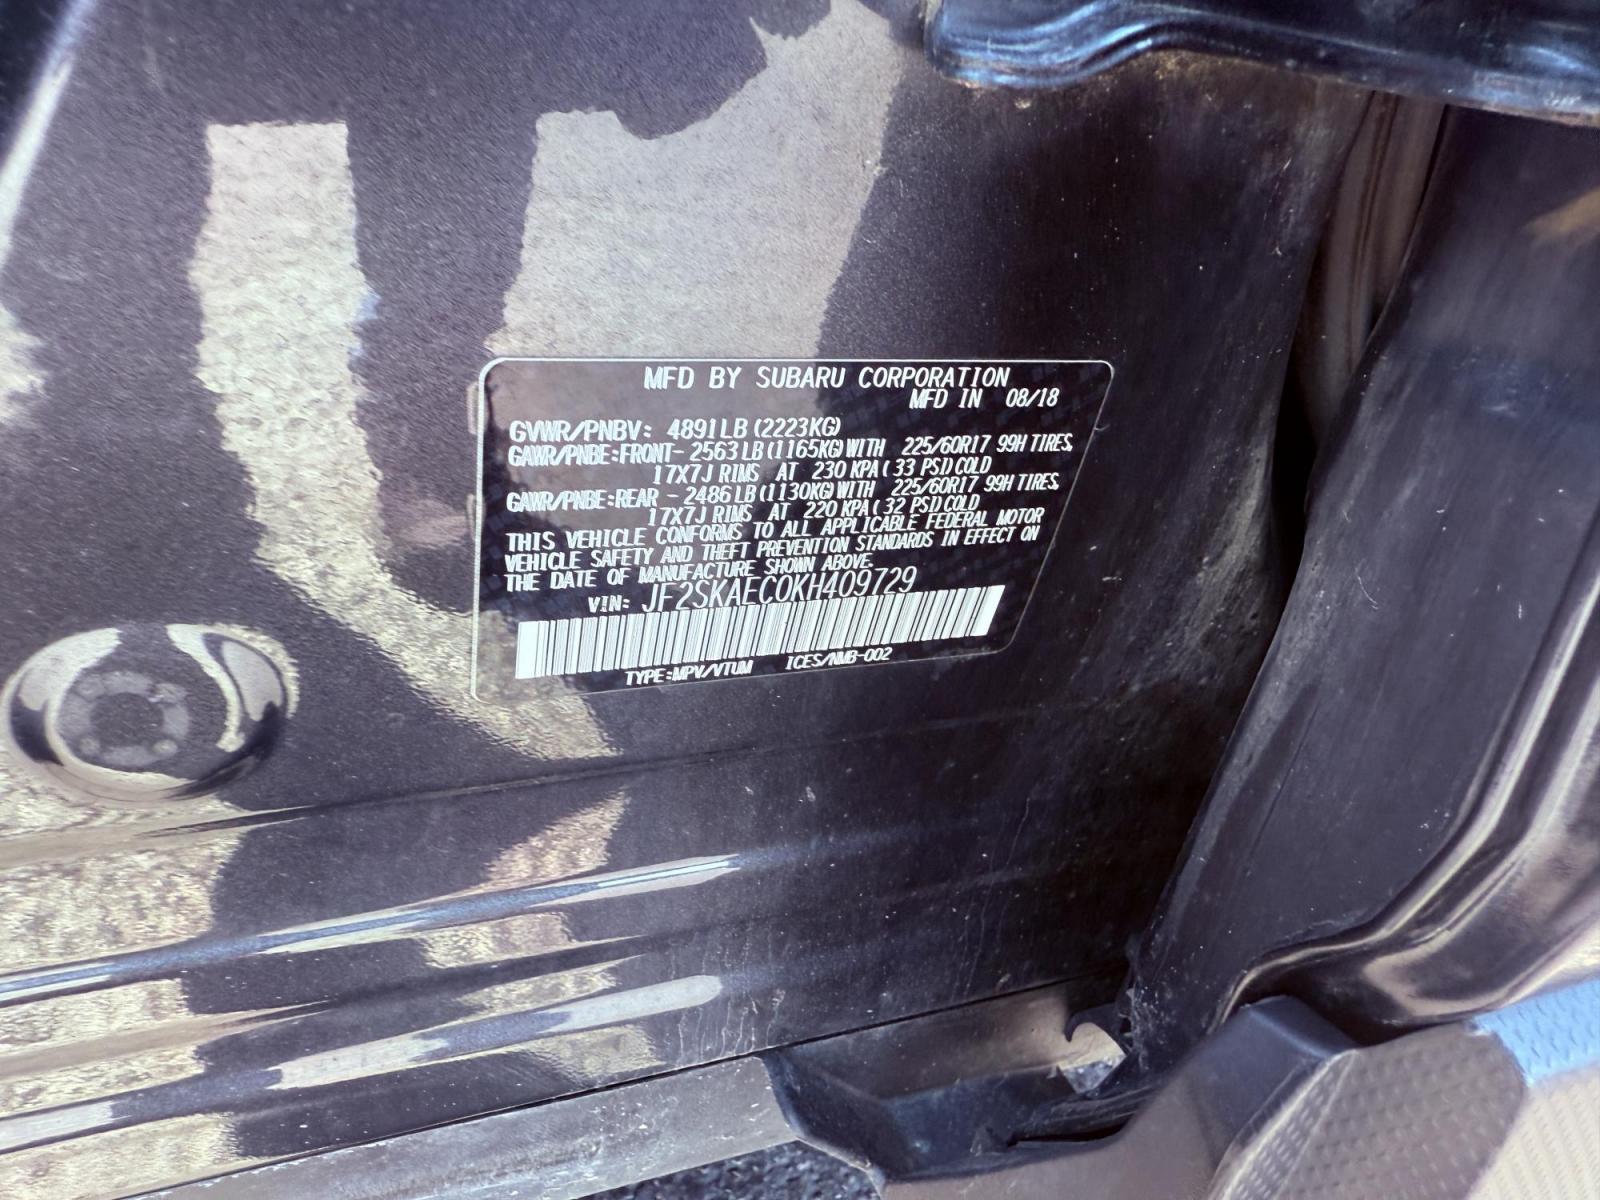 MFD BY SUBARU CORPORATION
MFD IN 08/18
GVWR/PNBV: 4891LB (2223KG)
GAWR/PNBE:FRONT- 2563LB (1165KG) WITH 225/60R17 99H TIRES,
17X7J RIMS AT 230 KPA ( 33 PSI) COLD
GAWR/PNBE:REAR - 2486LB (1130KG) WITH 225/60R17 99H TIRES,
17X7J RIMS AT 220 KPA ( 32 PSI) COLD
THIS VEHICLE CONFORMS TO ALL APPLICABLE FEDERAL MOTOR
VEHICLE SAFETY AND THEFT PREVENTION STANDARDS IN EFFECT ON
THE DATE OF MANUFACTURE SHOWN ABOVE.
VIN: JF2SKAEC0KH409729
TYPE:MPV/VTUM ICES/NMB-002